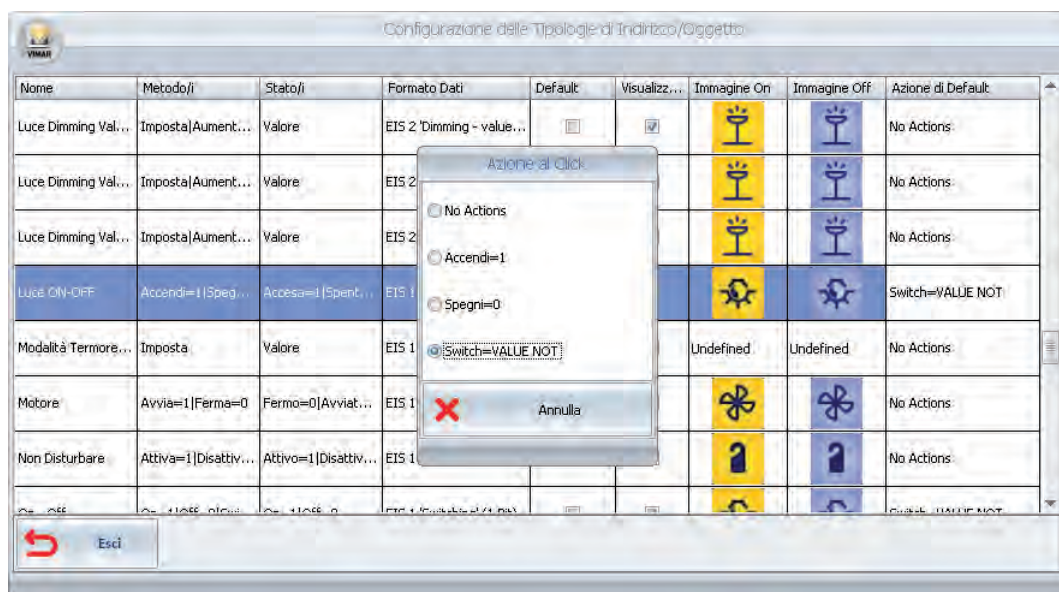 Configurazione delle Tipologie di Indirizzo/Oggetto
VIMAR
Nome Metodo/i Stato/i Formato Dati Default Visualizz... Immagine On Immagine Off Azione di Default
Luce Dimming Val... Imposta|Aument... Valore EIS 2 'Dimming - value... No Actions
Azione al Click
Luce Dimming Val... Imposta|Aument... Valore EIS 2 No Actions
No Actions
Luce Dimming Val... Imposta|Aument... Valore EIS 2 No Actions
Accendi=1
Luce ON-OFF Accendi=1|Speg... Accesa=1|Spent... EIS 1 Switch=VALUE NOT
Spegni=0
Modalità Termore... Imposta Valore EIS 1 Undefined Undefined No Actions
Switch=VALUE NOT
Motore Avvia=1|Ferma=0 Fermo=0|Avviat... EIS 1 No Actions
Annulla
Non Disturbare Attiva=1|Disattiv... Attivo=1|Disattiv... EIS 1 No Actions
Esci